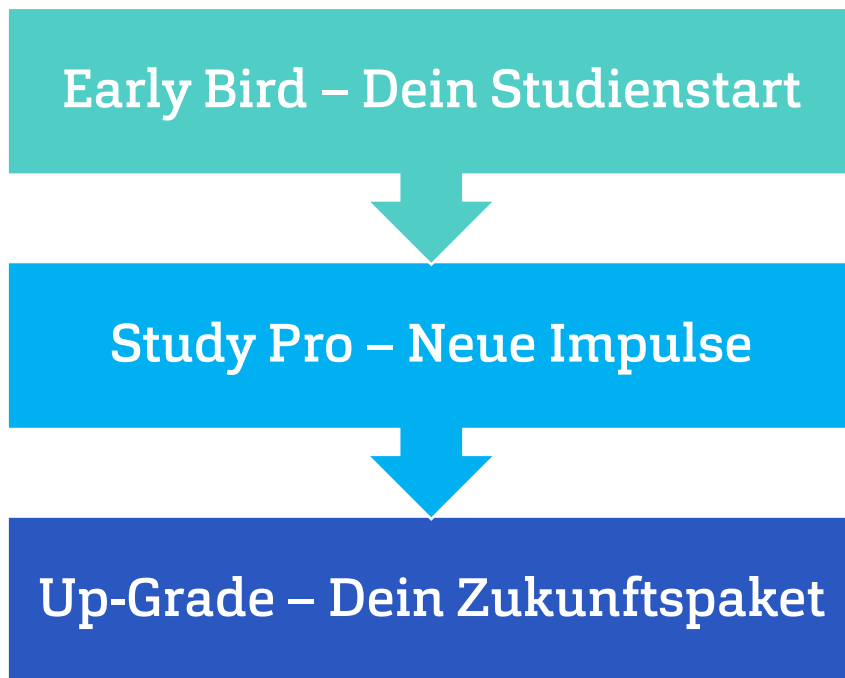 Early Bird – Dein Studienstart
Study Pro – Neue Impulse
Up-Grade – Dein Zukunftspaket